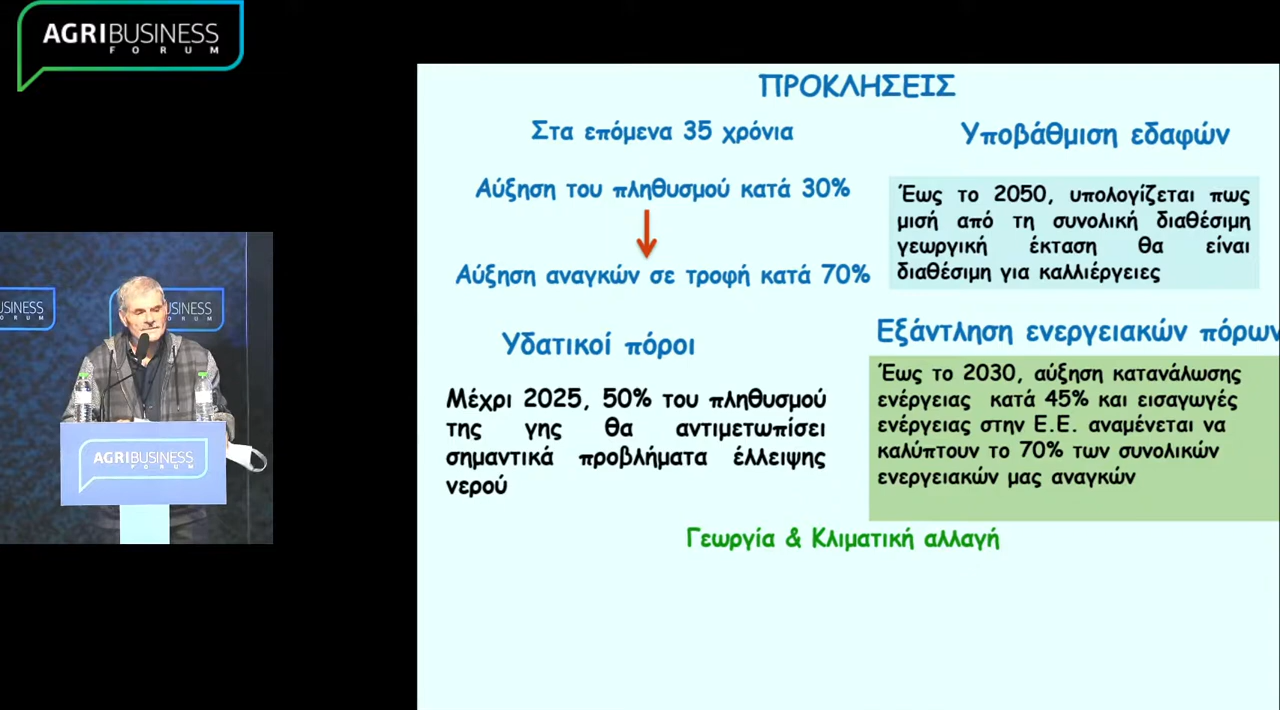 AGRIBUSINESS
FORUM
ΠΡΟΚΛΗΣΕΙΣ
Στα επόμενα 35 χρόνια
Αύξηση του πληθυσμού κατά 30%
Αύξηση αναγκών σε τροφή κατά 70%
Υποβάθμιση εδαφών
Έως το 2050, υπολογίζεται πως
μισή από τη συνολική διαθέσιμη
γεωργική έκταση θα είναι
διαθέσιμη για καλλιέργειες
Υδατικοί πόροι
Μέχρι 2025, 50% του πληθυσμού
της γης θα αντιμετωπίσει
σημαντικά προβλήματα έλλειψης
νερού
Εξάντληση ενεργειακών πόρων
Έως το 2030, αύξηση κατανάλωσης
ενέργειας κατά 45% και εισαγωγές
ενέργειας στην Ε.Ε. αναμένεται να
καλύπτουν το 70% των συνολικών
ενεργειακών μας αναγκών
Γεωργία & Κλιματική αλλαγή
USINESS
FORUM
SINESS
FORUM
AGRIBUSINESS
FORUM